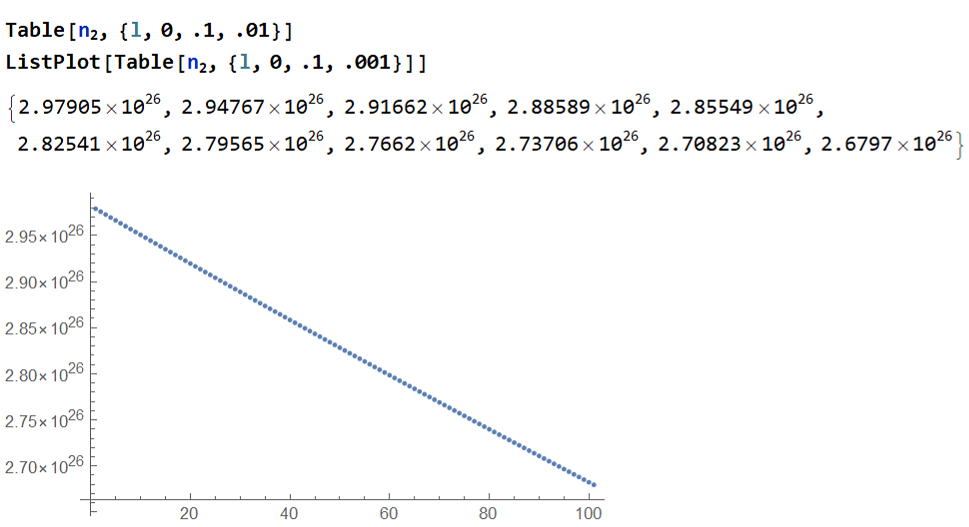 Table[n₂, {l, 0, .1, .01}]
ListPlot[Table[n₂, {l, 0, .1, .001}]]
{2.97905×10²⁶, 2.94767×10²⁶, 2.91662×10²⁶, 2.88589×10²⁶, 2.85549×10²⁶,
2.82541×10²⁶, 2.79565×10²⁶, 2.7662×10²⁶, 2.73706×10²⁶, 2.70823×10²⁶, 2.6797×10²⁶}
2.95×10²⁶
2.90×10²⁶
2.85×10²⁶
2.80×10²⁶
2.75×10²⁶
2.70×10²⁶
20 40 60 80 100